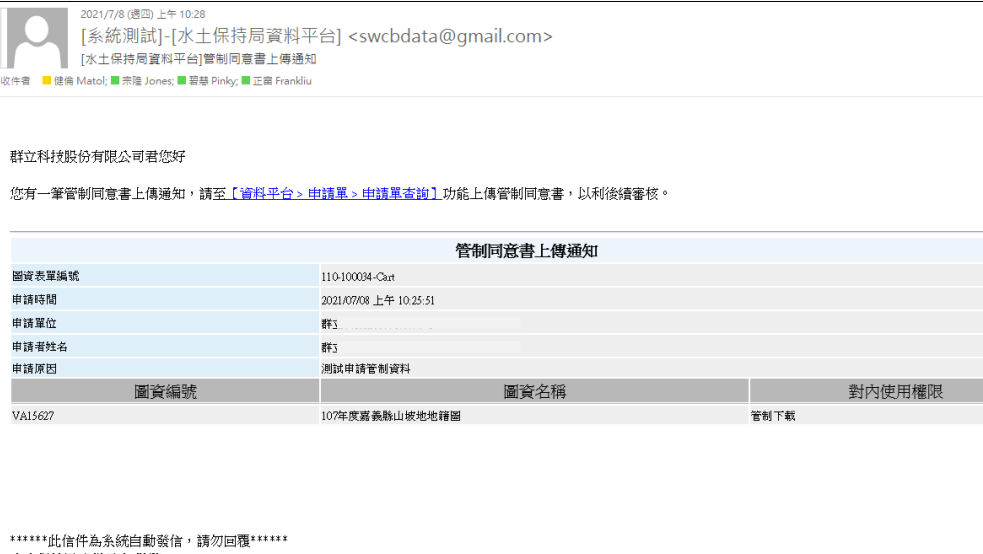 2021/7/8 (週四) 上午 10:28
[系統測試]-[水土保持局資料平台] <swcbdata@gmail.com>
[水土保持局資料平台]管制同意書上傳通知
收件者 健倫 Matol; 宗隆 Jones; 碧慧 Pinky; 正齋 Frankliu
群立科技股份有限公司君您好
您有一筆管制同意書上傳通知，請至【資料平台 > 申請單 > 申請單查詢】功能上傳管制同意書，以利後續審核。
管制同意書上傳通知
圖資表單編號 110-100034-Cart
申請時間 2021/07/08 上午 10:25:51
申請單位 群
申請者姓名 群
申請原因 測試申請管制資料
圖資編號 圖資名稱 對內使用權限
VA15627 107年度嘉義縣山坡地地籍圖 管制下載
******此信件為系統自動發信，請勿回覆******